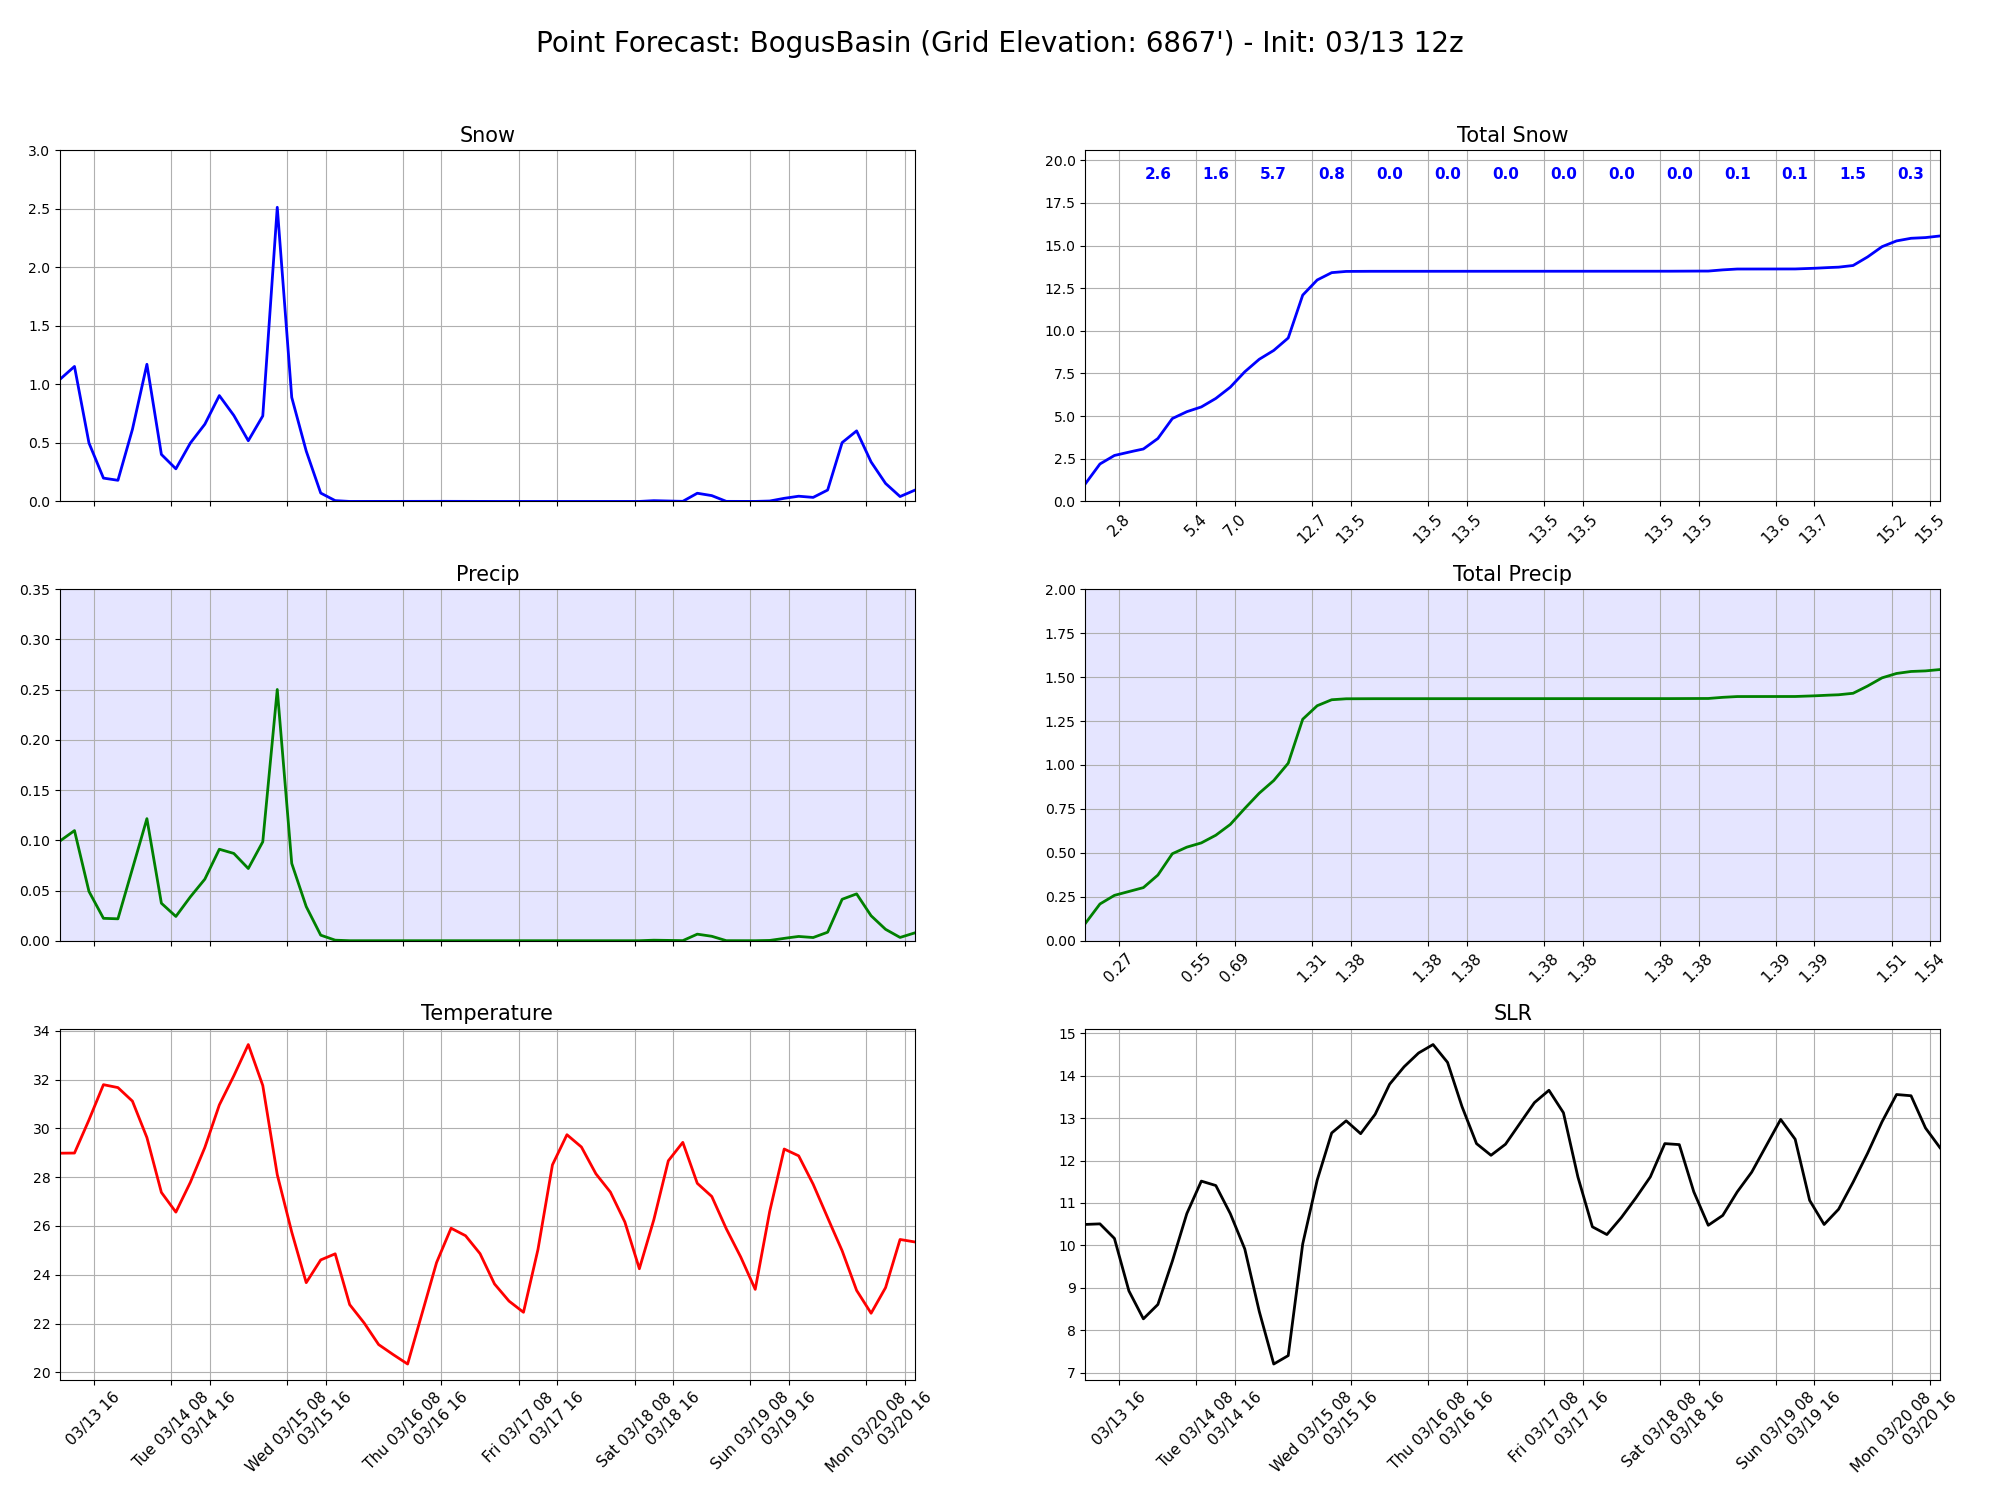 Point Forecast: BogusBasin (Grid Elevation: 6867') - Init: 03/13 12z
Snow
3.0
2.5
2.0
1.5
1.0
0.5
0.0
Total Snow
20.0
17.5
15.0
12.5
10.0
7.5
5.0
2.5
0.0
2.6 1.6 5.7 0.8 0.0 0.0 0.0 0.0 0.0 0.0 0.1 0.1 1.5 0.3
2.8 5.4 7.0 12.7 13.5 13.5 13.5 13.5 13.5 13.5 13.5 13.6 13.7 15.2 15.5
Precip
0.35
0.30
0.25
0.20
0.15
0.10
0.05
0.00
Total Precip
2.00
1.75
1.50
1.25
1.00
0.75
0.50
0.25
0.00
0.27 0.55 0.69 1.31 1.38 1.38 1.38 1.38 1.38 1.38 1.38 1.39 1.39 1.51 1.54
Temperature
34
32
30
28
26
24
22
20
03/13 16
Tue 03/14 08
03/14 16
Wed 03/15 08
03/15 16
Thu 03/16 08
03/16 16
Fri 03/17 08
03/17 16
Sat 03/18 08
03/18 16
Sun 03/19 08
03/19 16
Mon 03/20 08
03/20 16
SLR
15
14
13
12
11
10
9
8
7
03/13 16
Tue 03/14 08
03/14 16
Wed 03/15 08
03/15 16
Thu 03/16 08
03/16 16
Fri 03/17 08
03/17 16
Sat 03/18 08
03/18 16
Sun 03/19 08
03/19 16
Mon 03/20 08
03/20 16